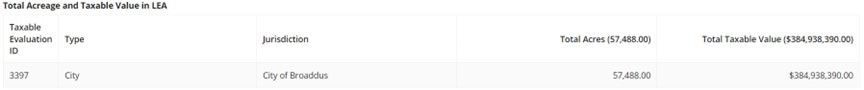 Total Acreage and Taxable Value in LEA
Taxable
Evaluation
ID
Type
Jurisdiction
Total Acres (57,488.00)
Total Taxable Value ($384,938,390.00)
3397
City
City of Broaddus
57,488.00
$384,938,390.00